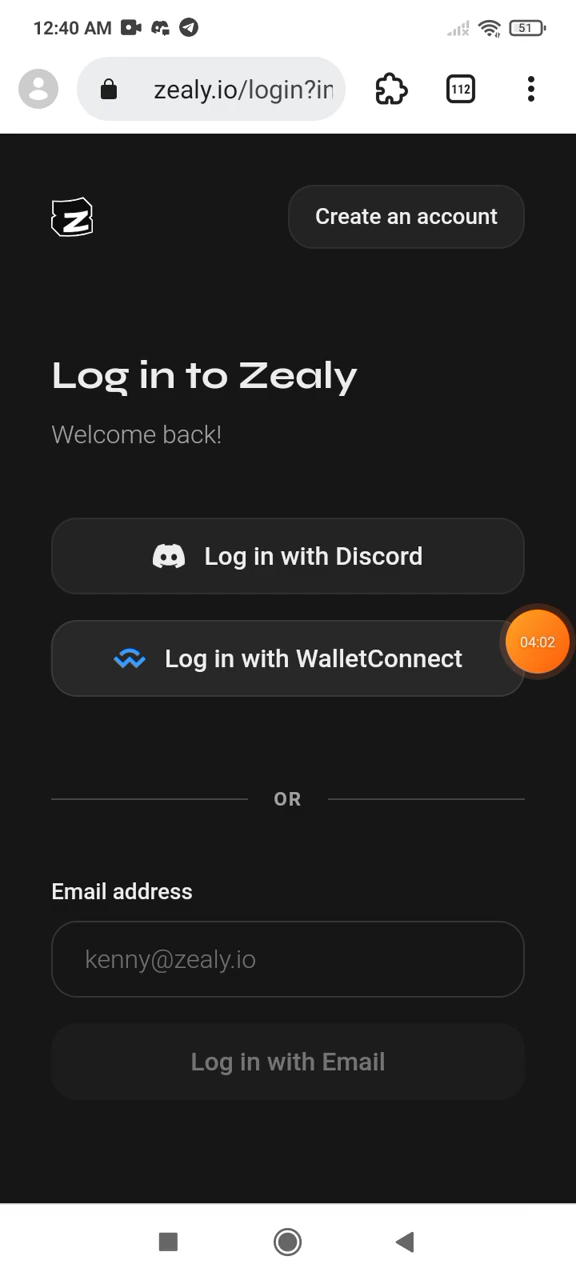 12:40 AM
51
zealy.io/login?in
112
Z
Create an account
Log in to Zealy
Welcome back!
Log in with Discord
Log in with WalletConnect
04:02
OR
Email address
kenny@zealy.io
Log in with Email